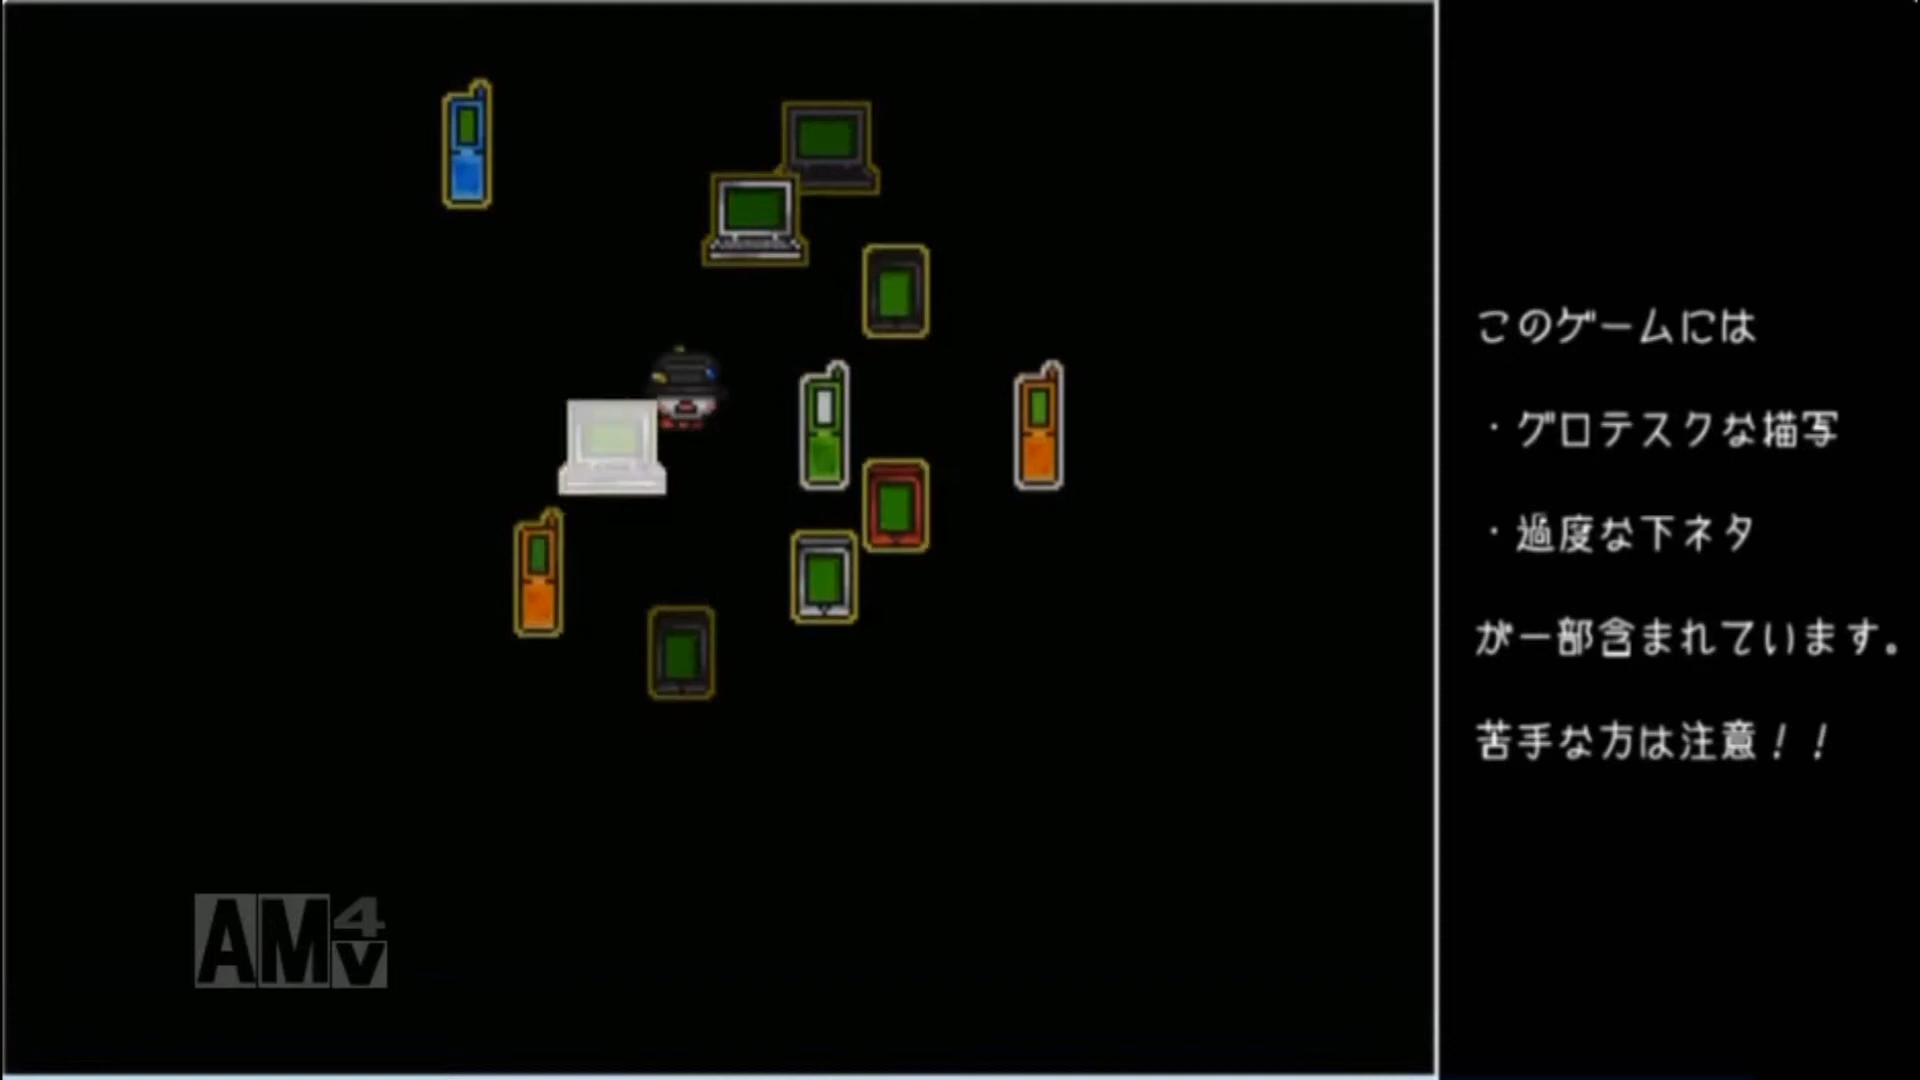 このゲームには
・グロテスクな描写
・過度な下ネタ
が一部含まれています。
苦手な方は注意！！
AM4V